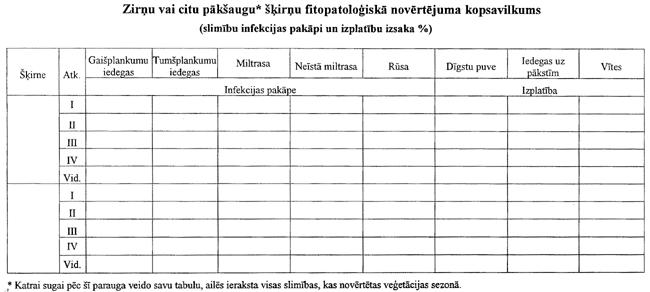 Zirņu vai citu pākšaugu* šķirņu fitopatoloģiskā novērtējuma kopsavilkums
(slimību infekcijas pakāpi un izplatību izsaka %)
Šķirne Atk. Gaišplankumu iedegas Tumšplankumu iedegas Miltrasa Neīstā miltrasa Rūsa Dīgstu puve Iedegas uz pākstīm Vītes
Infekcijas pakāpe Izplatība
I
II
III
IV
Vid.
I
II
III
IV
Vid.
* Katrai sugai pēc šī parauga veido savu tabulu, ailēs ieraksta visas slimības, kas novērtētas veģetācijas sezonā.